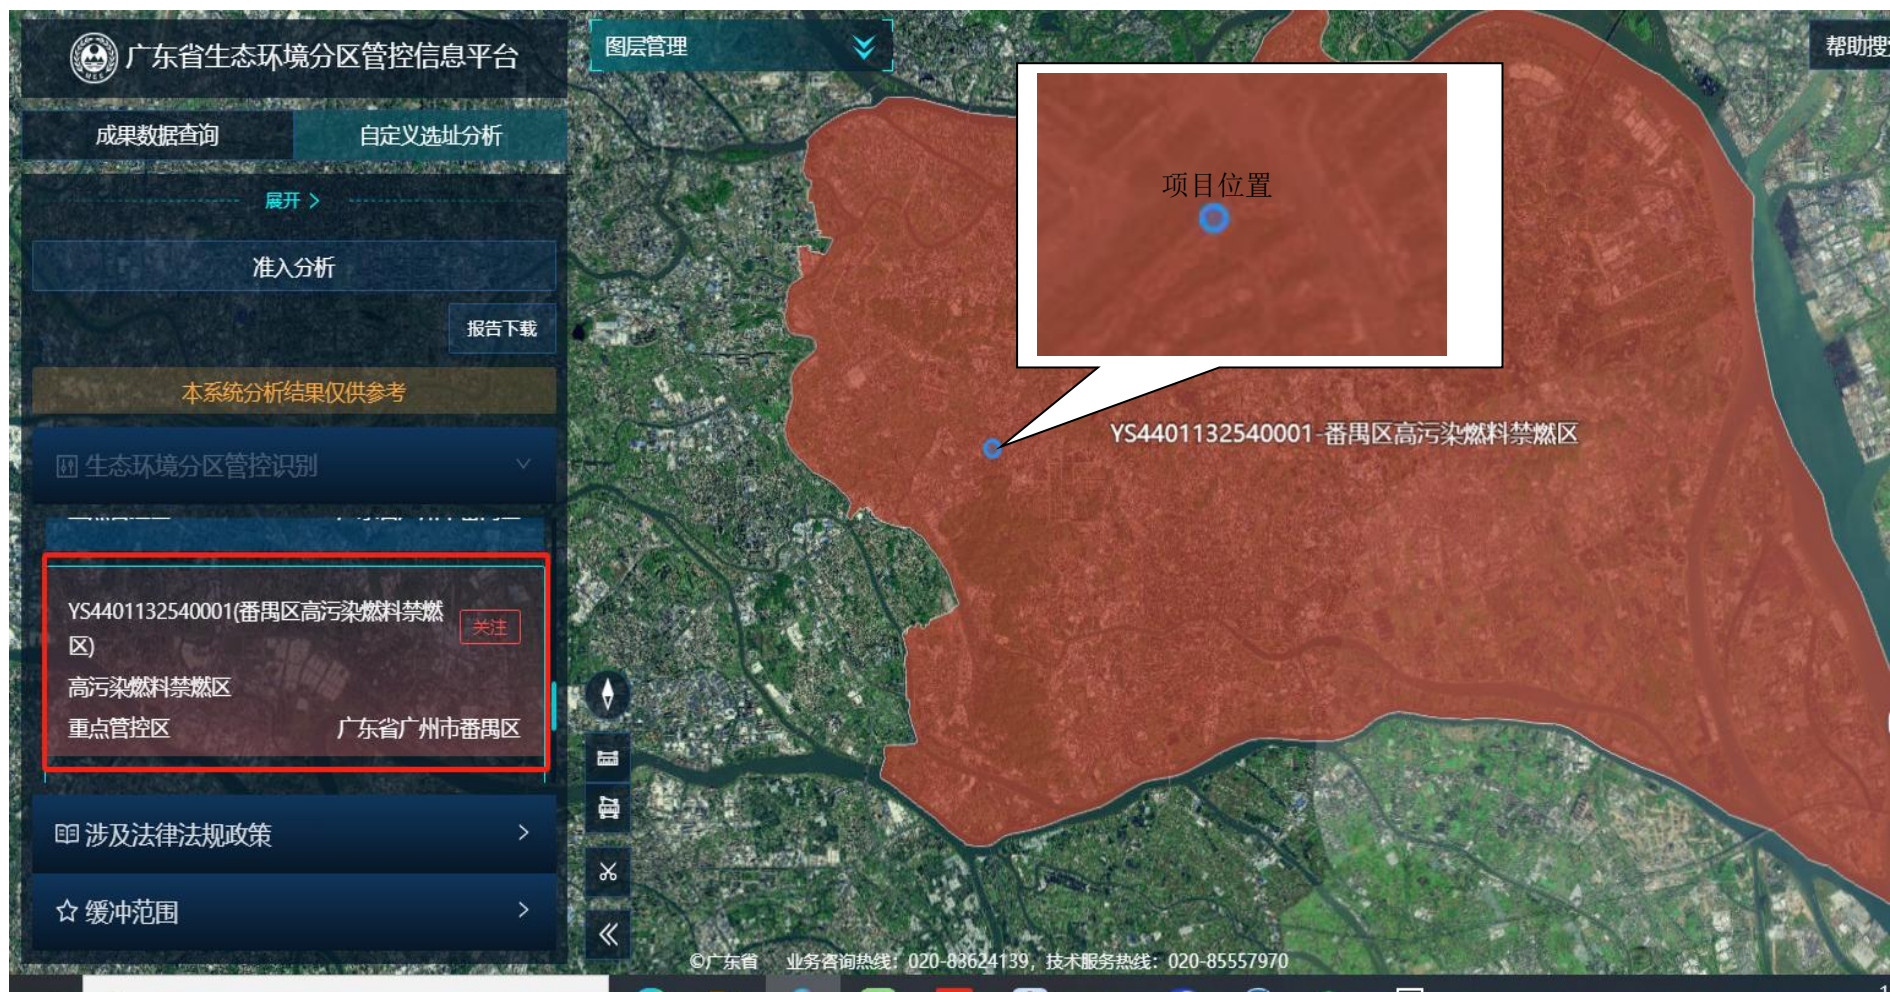 广东省生态环境分区管控信息平台
图层管理
帮助搜
成果数据查询
自定义选址分析
展开 >
准入分析
报告下载
本系统分析结果仅供参考
生态环境分区管控识别
YS4401132540001(番禺区高污染燃料禁燃
区)
关注
高污染燃料禁燃区
重点管控区
广东省广州市番禺区
涉及法律法规政策
缓冲范围
项目位置
YS4401132540001-番禺区高污染燃料禁燃区
©广东省 业务咨询热线：020-83624139，技术服务热线：020-85557970